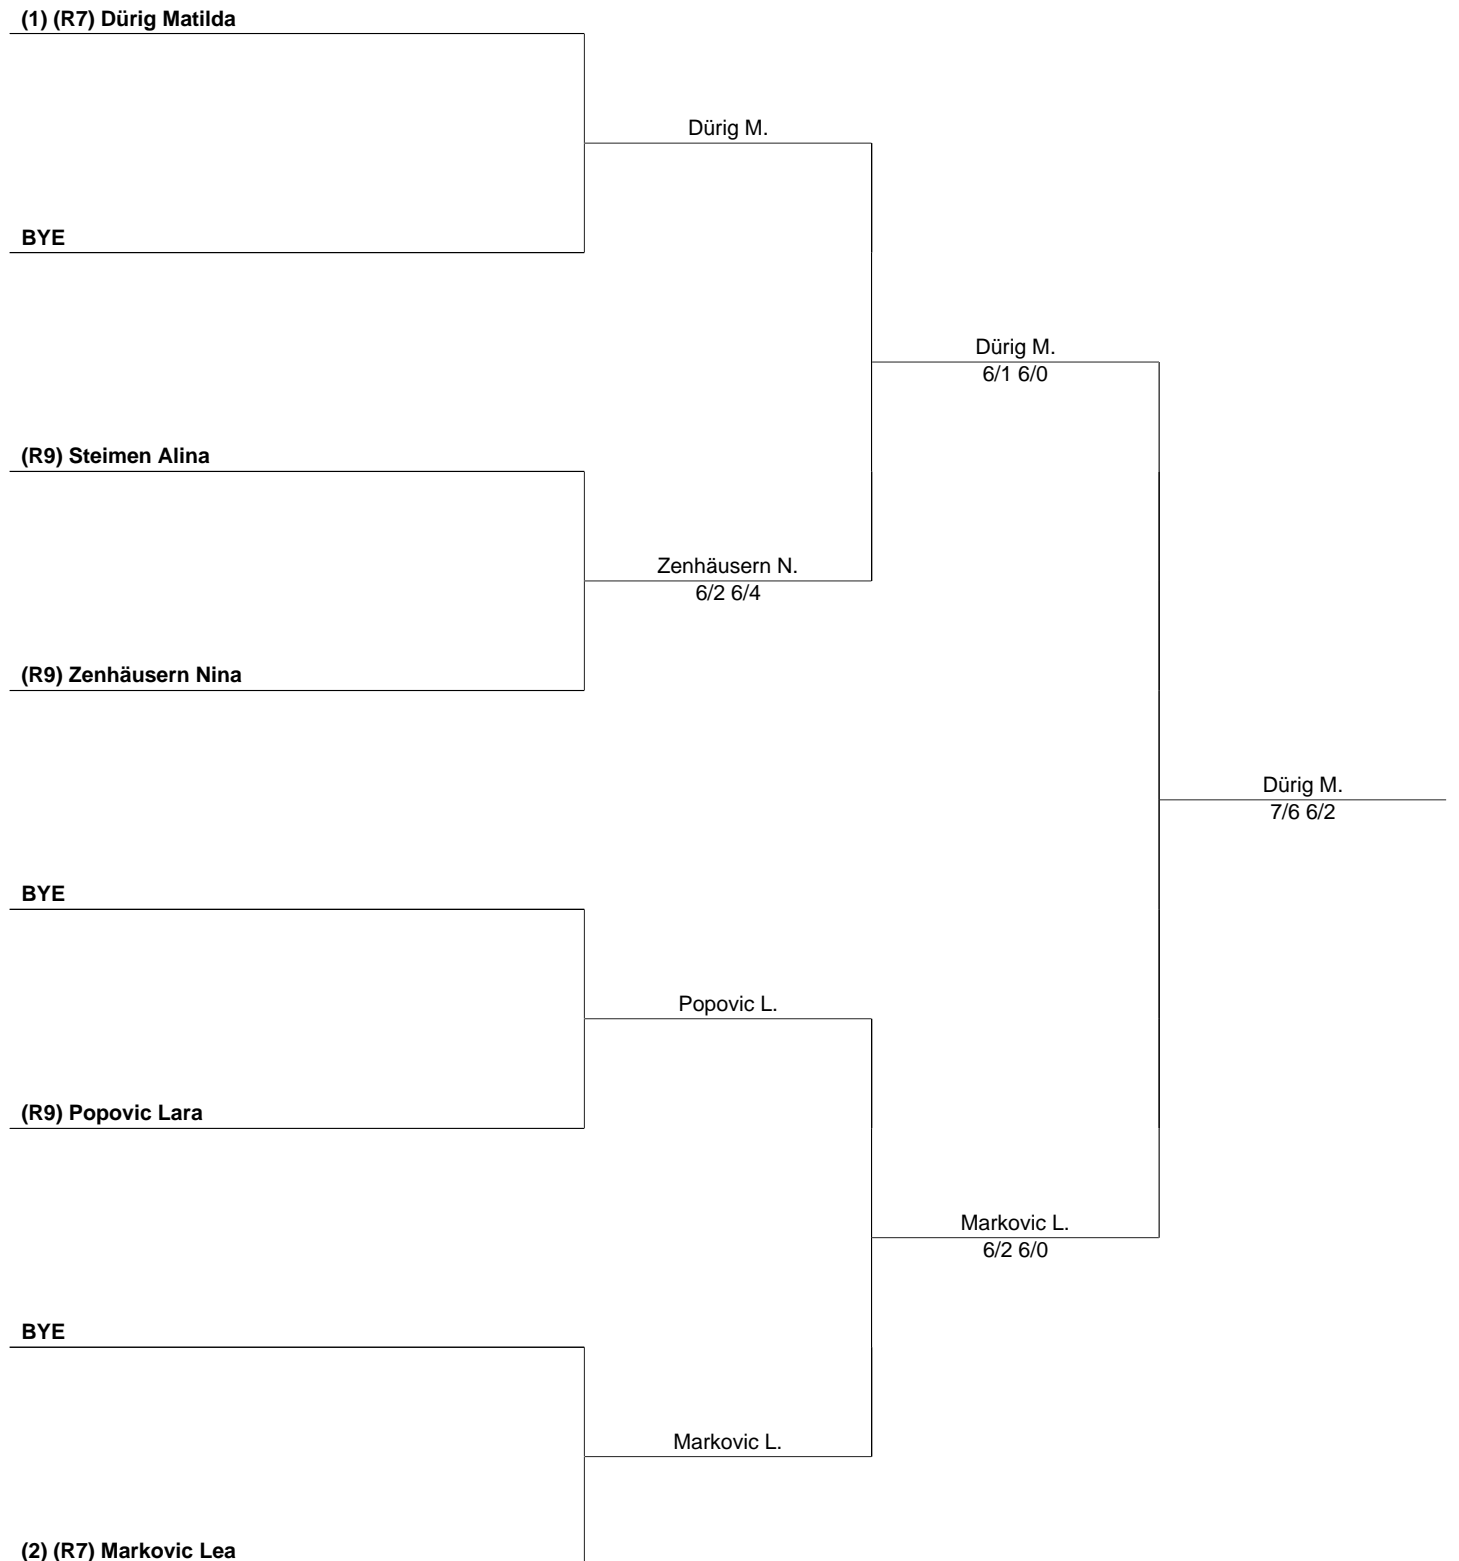 (1) (R7) Dürig Matilda
Dürig M.
BYE
Dürig M.
6/1 6/0
(R9) Steimen Alina
Zenhäusern N.
6/2 6/4
(R9) Zenhäusern Nina
Dürig M.
7/6 6/2
BYE
Popovic L.
(R9) Popovic Lara
Markovic L.
6/2 6/0
BYE
Markovic L.
(2) (R7) Markovic Lea